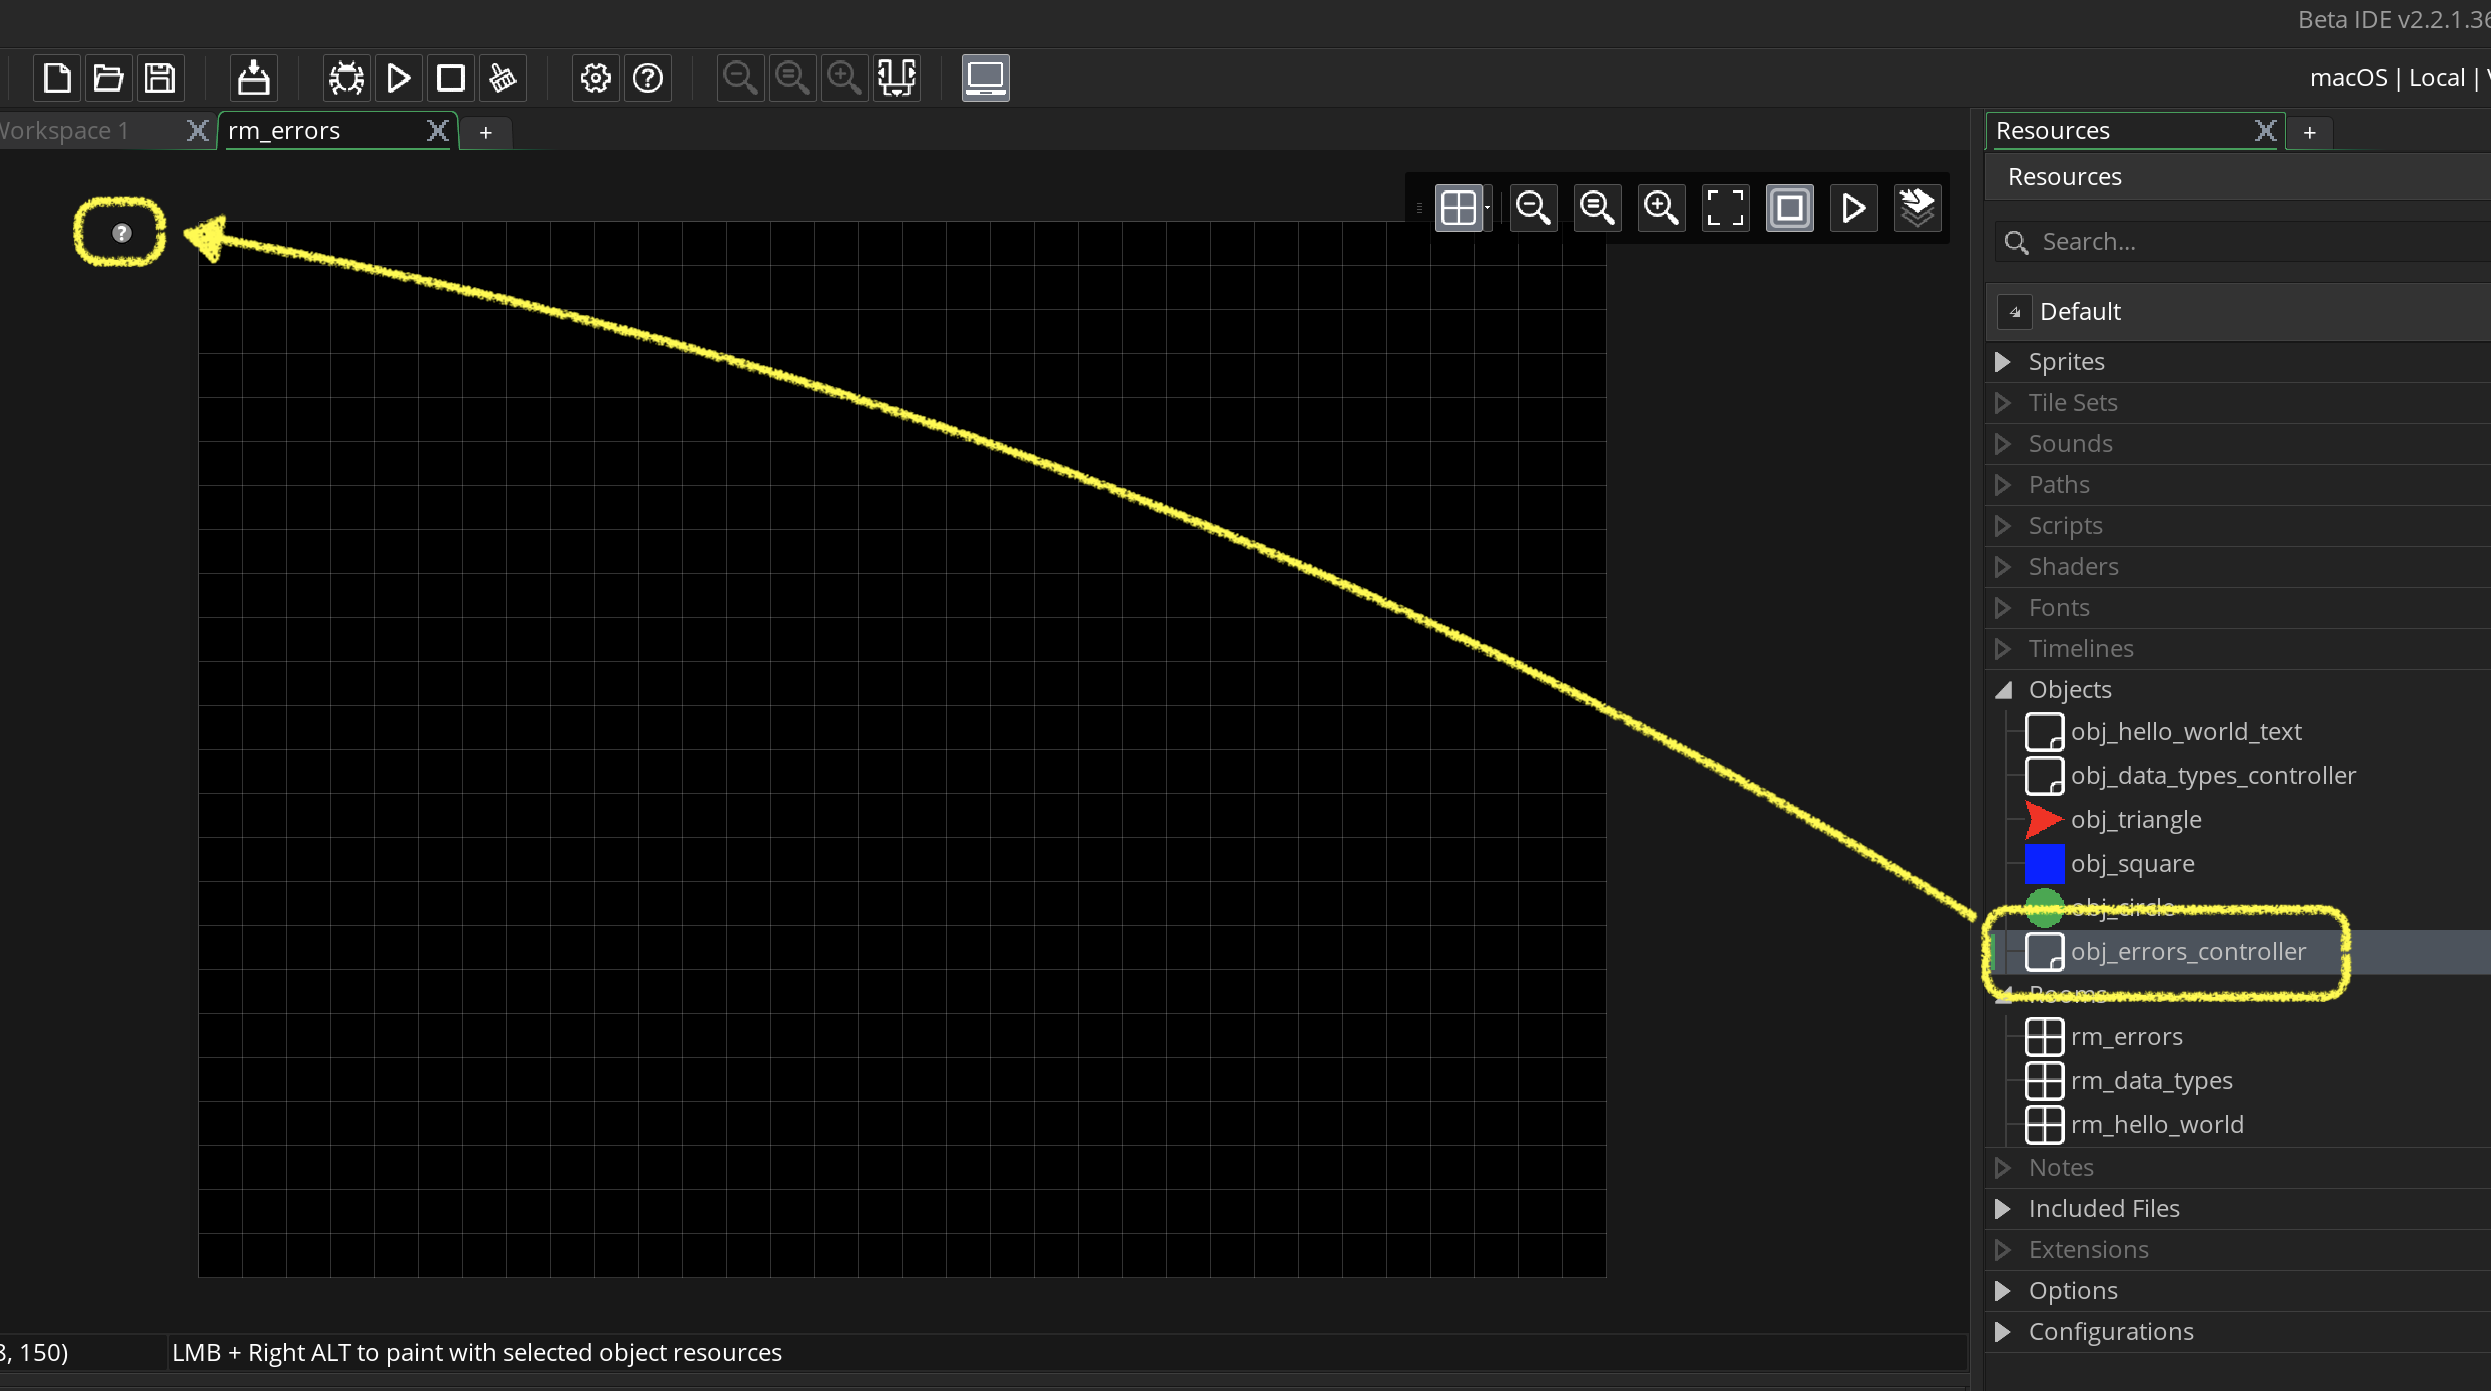 Beta IDE v2.2.1.36
macOS | Local |
Workspace 1
rm_errors
+
Resources
+
Resources
Search...
Default
Sprites
Tile Sets
Sounds
Paths
Scripts
Shaders
Fonts
Timelines
Objects
obj_hello_world_text
obj_data_types_controller
obj_triangle
obj_square
obj_circle
obj_errors_controller
Rooms
rm_errors
rm_data_types
rm_hello_world
Notes
Included Files
Extensions
Options
Configurations
, 150)
LMB + Right ALT to paint with selected object resources